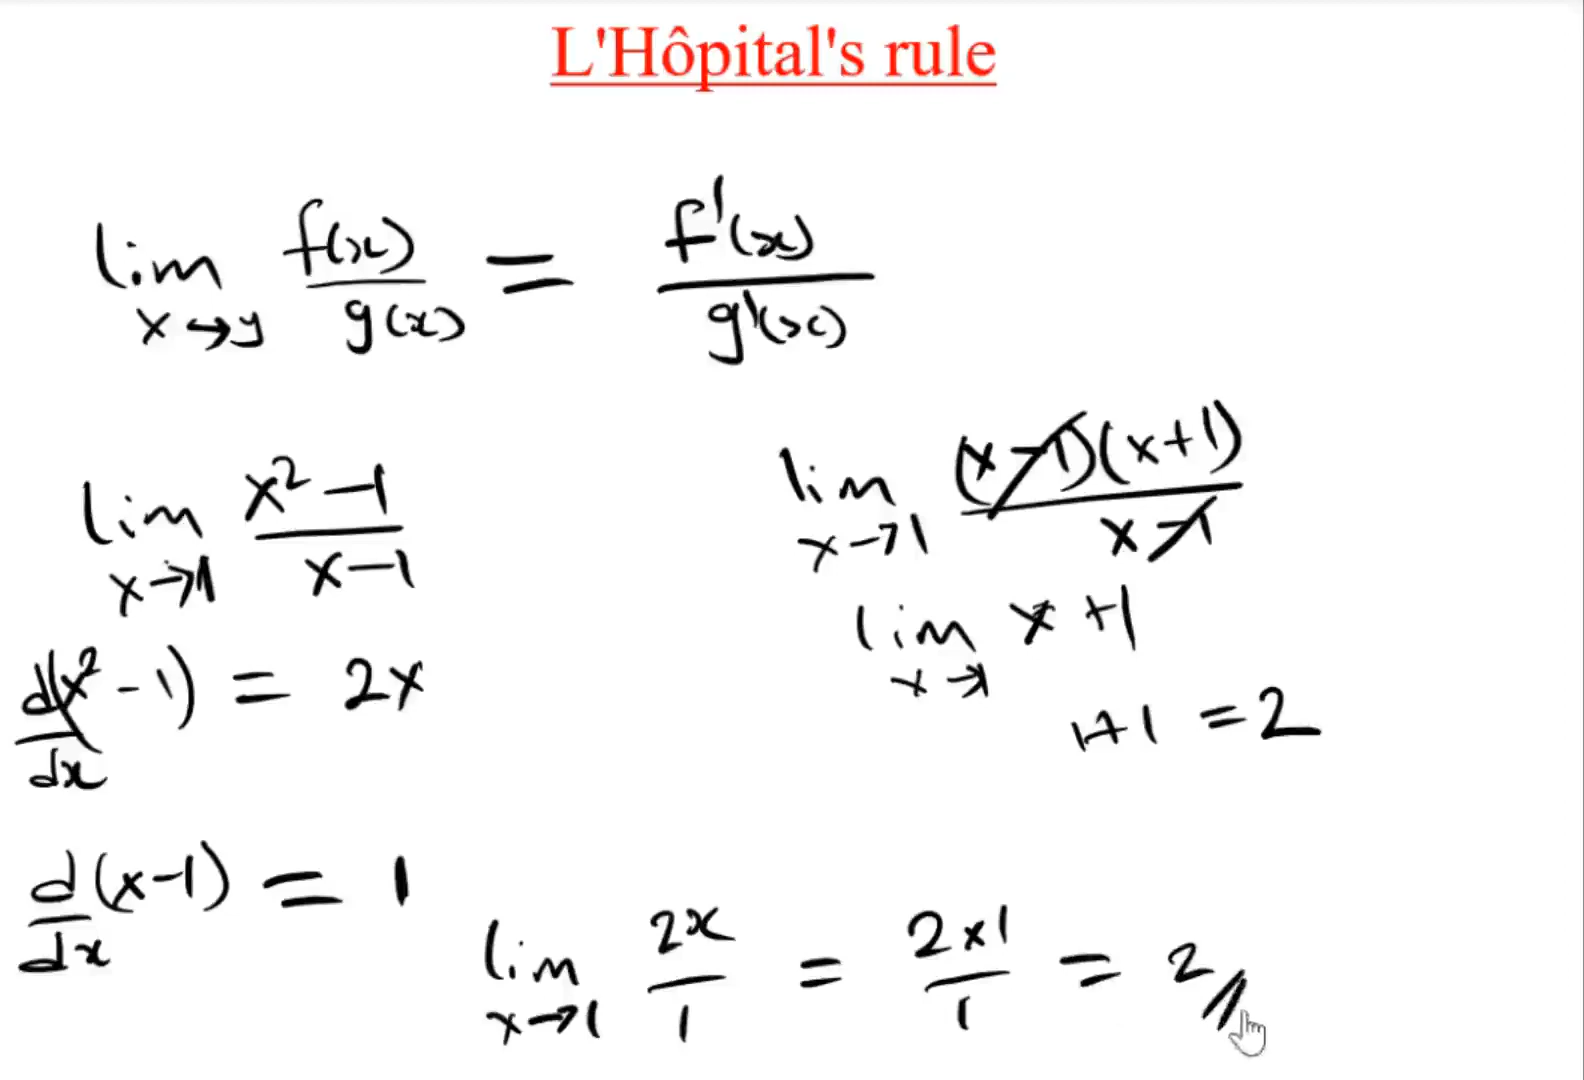 L'Hôpital's rule
lim x→y f(x)/g(x) = f'(x)/g'(x)
lim x→1 x²-1/x-1
d/dx(x²-1) = 2x
d/dx(x-1) = 1
lim x→1 (x-1)(x+1)/x-1
lim x→1 x+1
1+1 = 2
lim x→1 2x/1 = 2×1/1 = 2